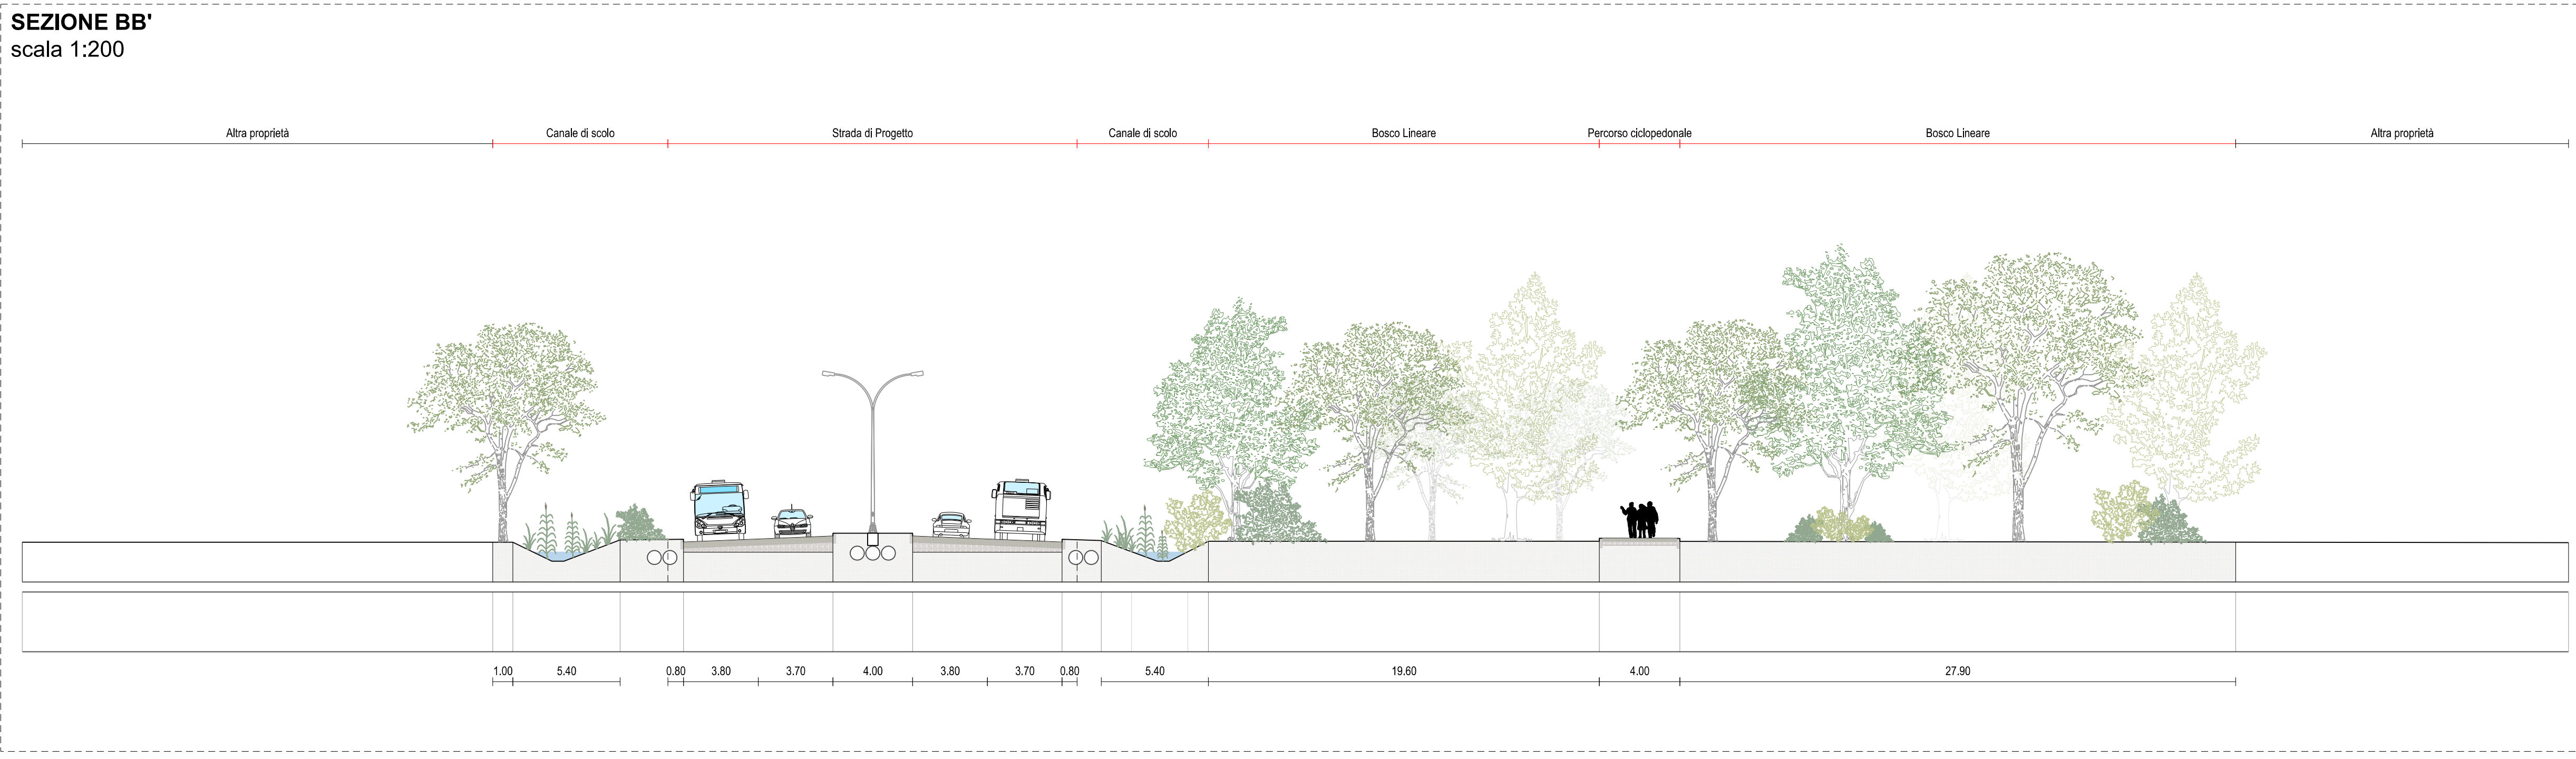 SEZIONE BB'
scala 1:200
Altra proprietà
Canale di scolo
Strada di Progetto
Canale di scolo
Bosco Lineare
Percorso ciclopedonale
Bosco Lineare
Altra proprietà
1.00
5.40
0.80
3.80
3.70
4.00
3.80
3.70
0.80
5.40
19.60
4.00
27.90